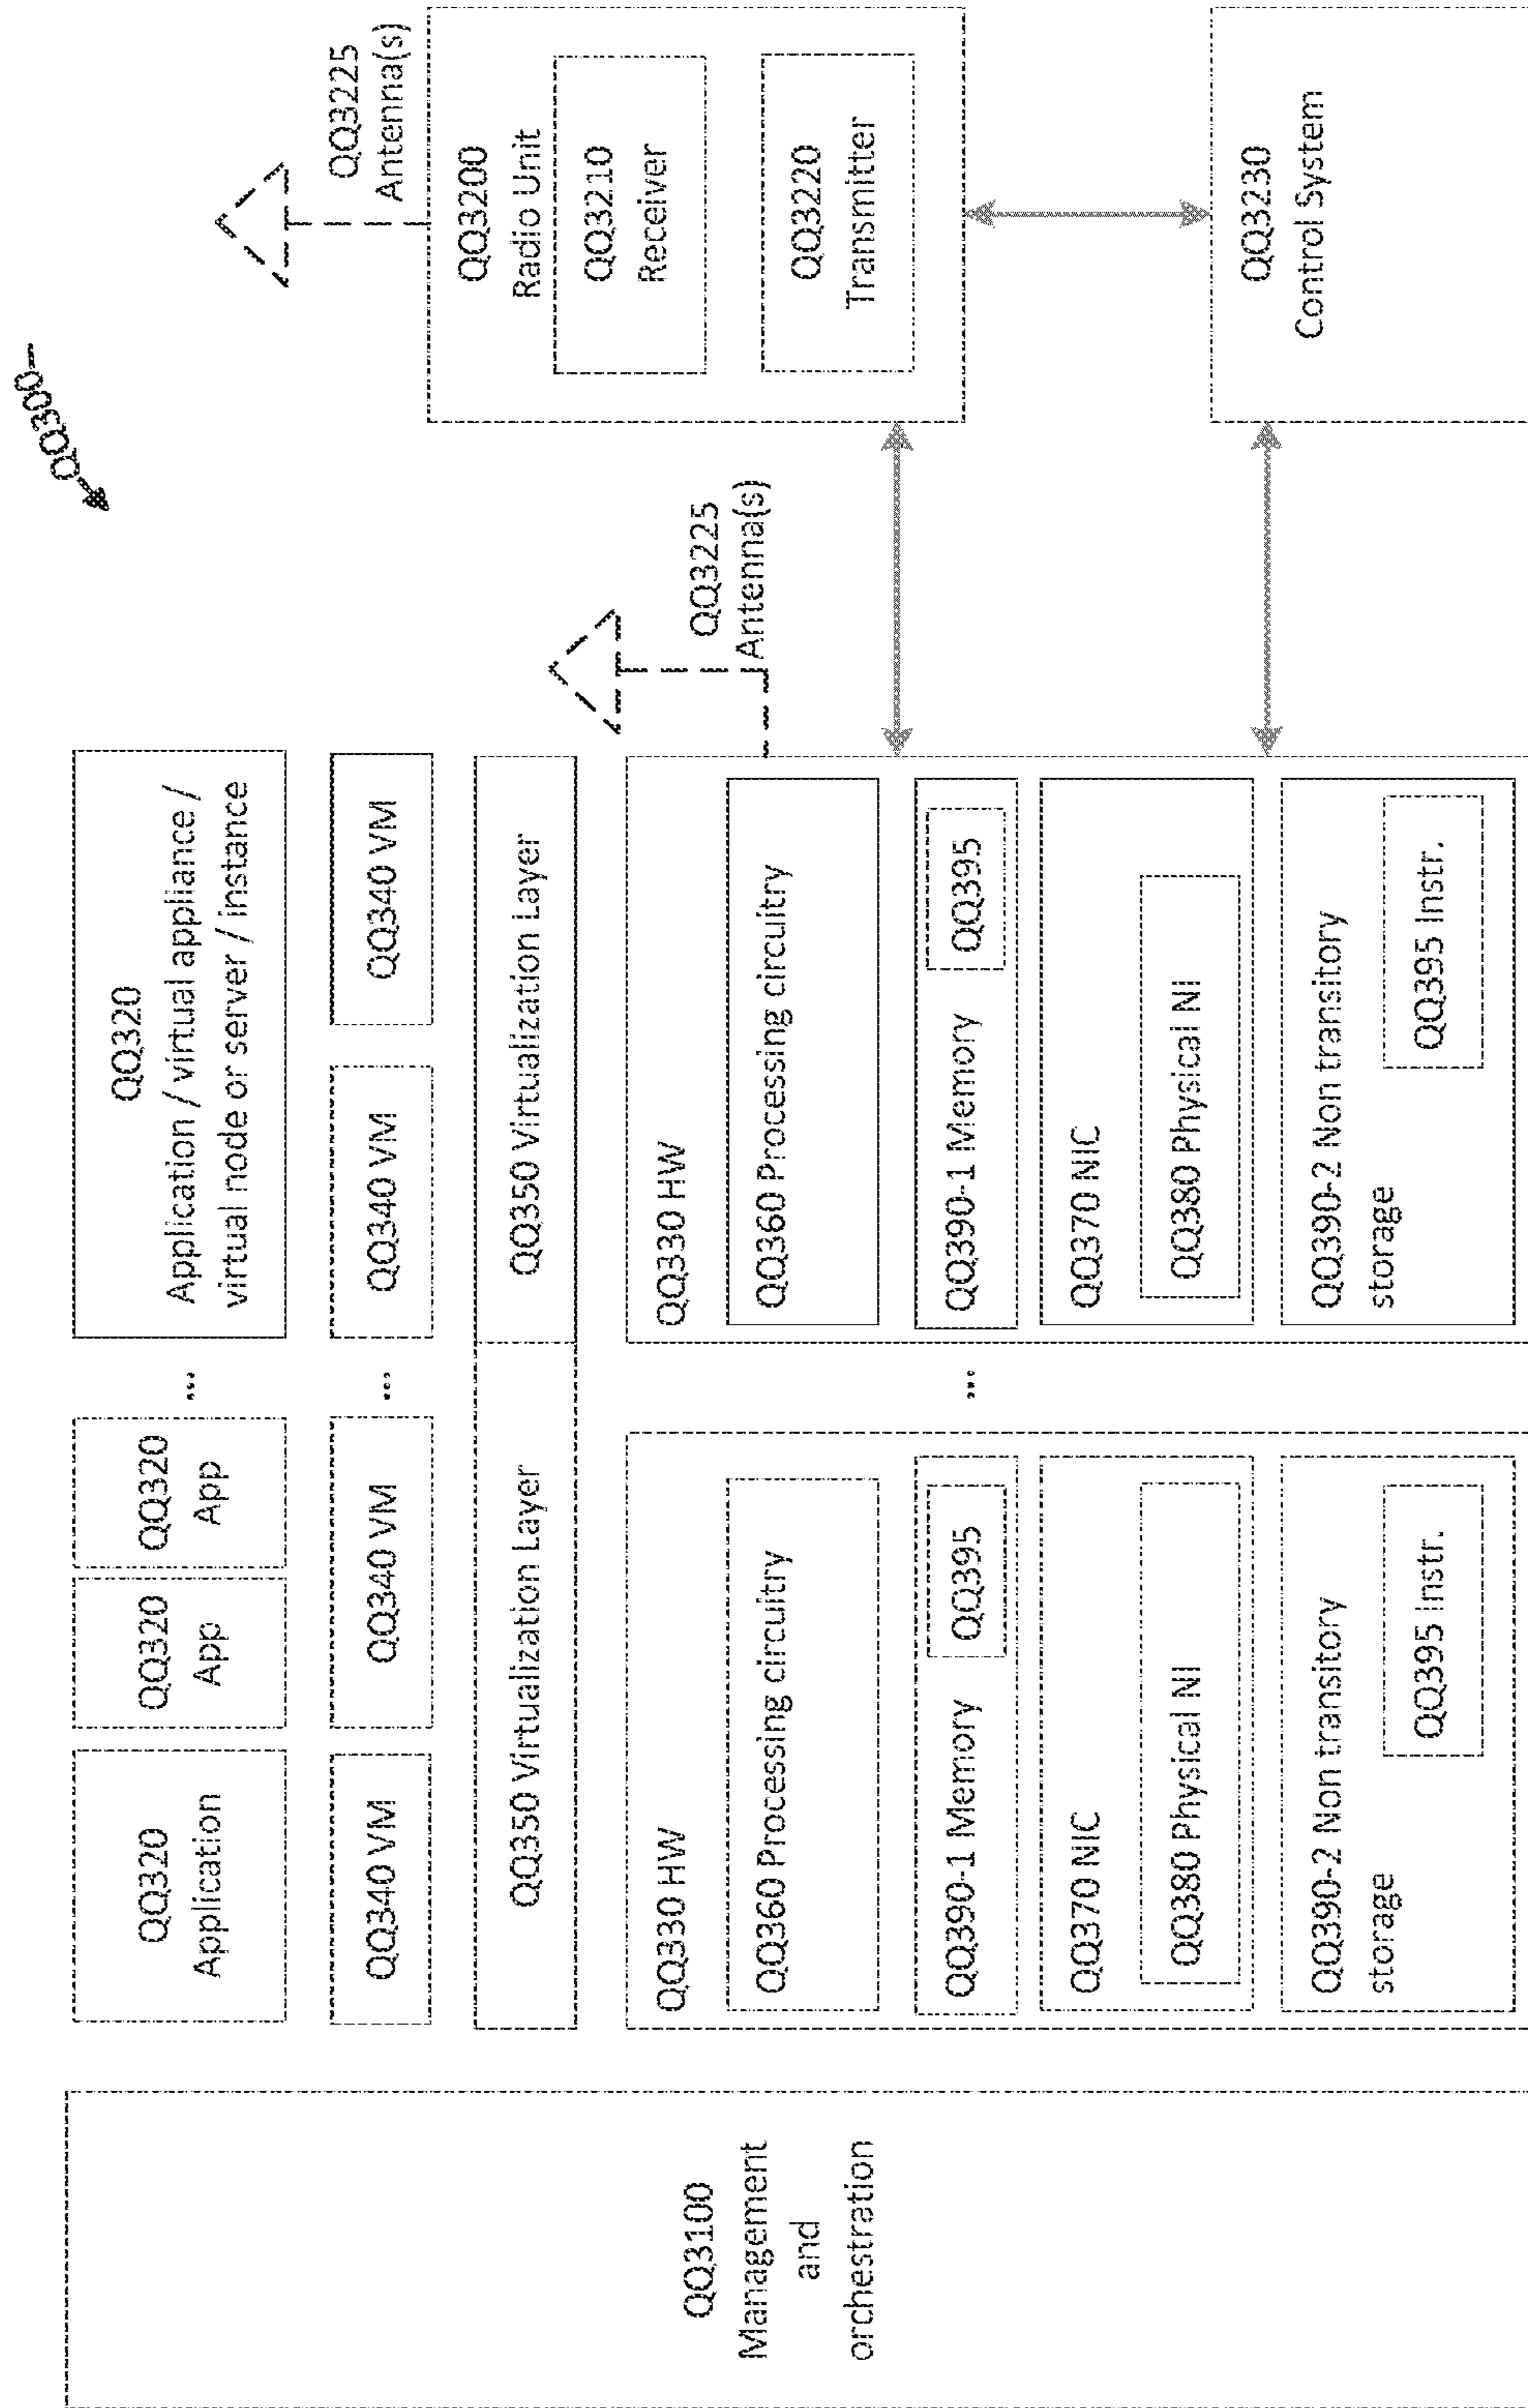 QQ300
QQ3100
Management
and
orchestration
QQ320
Application
QQ320
App
QQ320
App
...
QQ320
Application / virtual appliance /
virtual node or server / instance
QQ340 VM
QQ340 VM
...
QQ340 VM
QQ340 VM
QQ350 Virtualization Layer
QQ350 Virtualization Layer
QQ330 HW
QQ360 Processing circuitry
QQ390-1 Memory
QQ395
QQ370 NIC
QQ380 Physical NI
QQ390-2 Non transitory
storage
QQ395 Instr.
...
QQ330 HW
QQ360 Processing circuitry
QQ390-1 Memory
QQ395
QQ370 NIC
QQ380 Physical NI
QQ390-2 Non transitory
storage
QQ395 Instr.
QQ3225
Antenna(s)
QQ3225
Antenna(s)
QQ3200
Radio Unit
QQ3210
Receiver
QQ3220
Transmitter
QQ3230
Control System